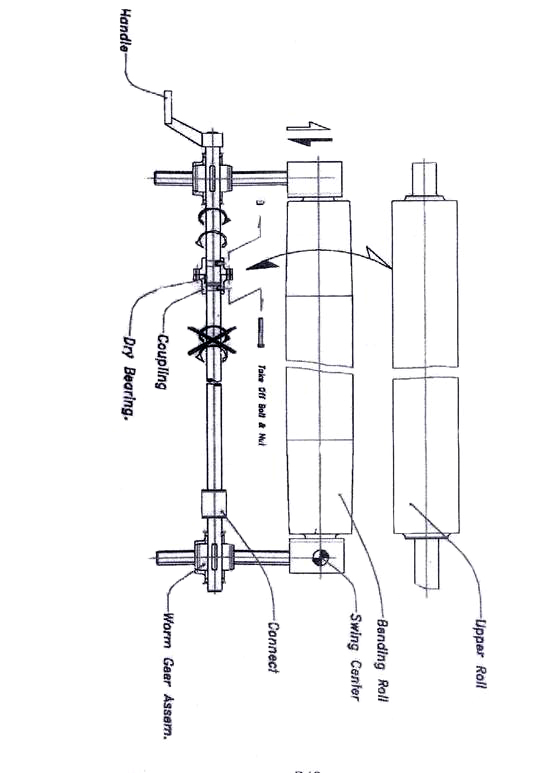 Handle
Dry Bearing.
Coupling
Take Off Bolt & Nut
Worm Gear Assem.
Connect
Swing Center
Bending Roll
Upper Roll